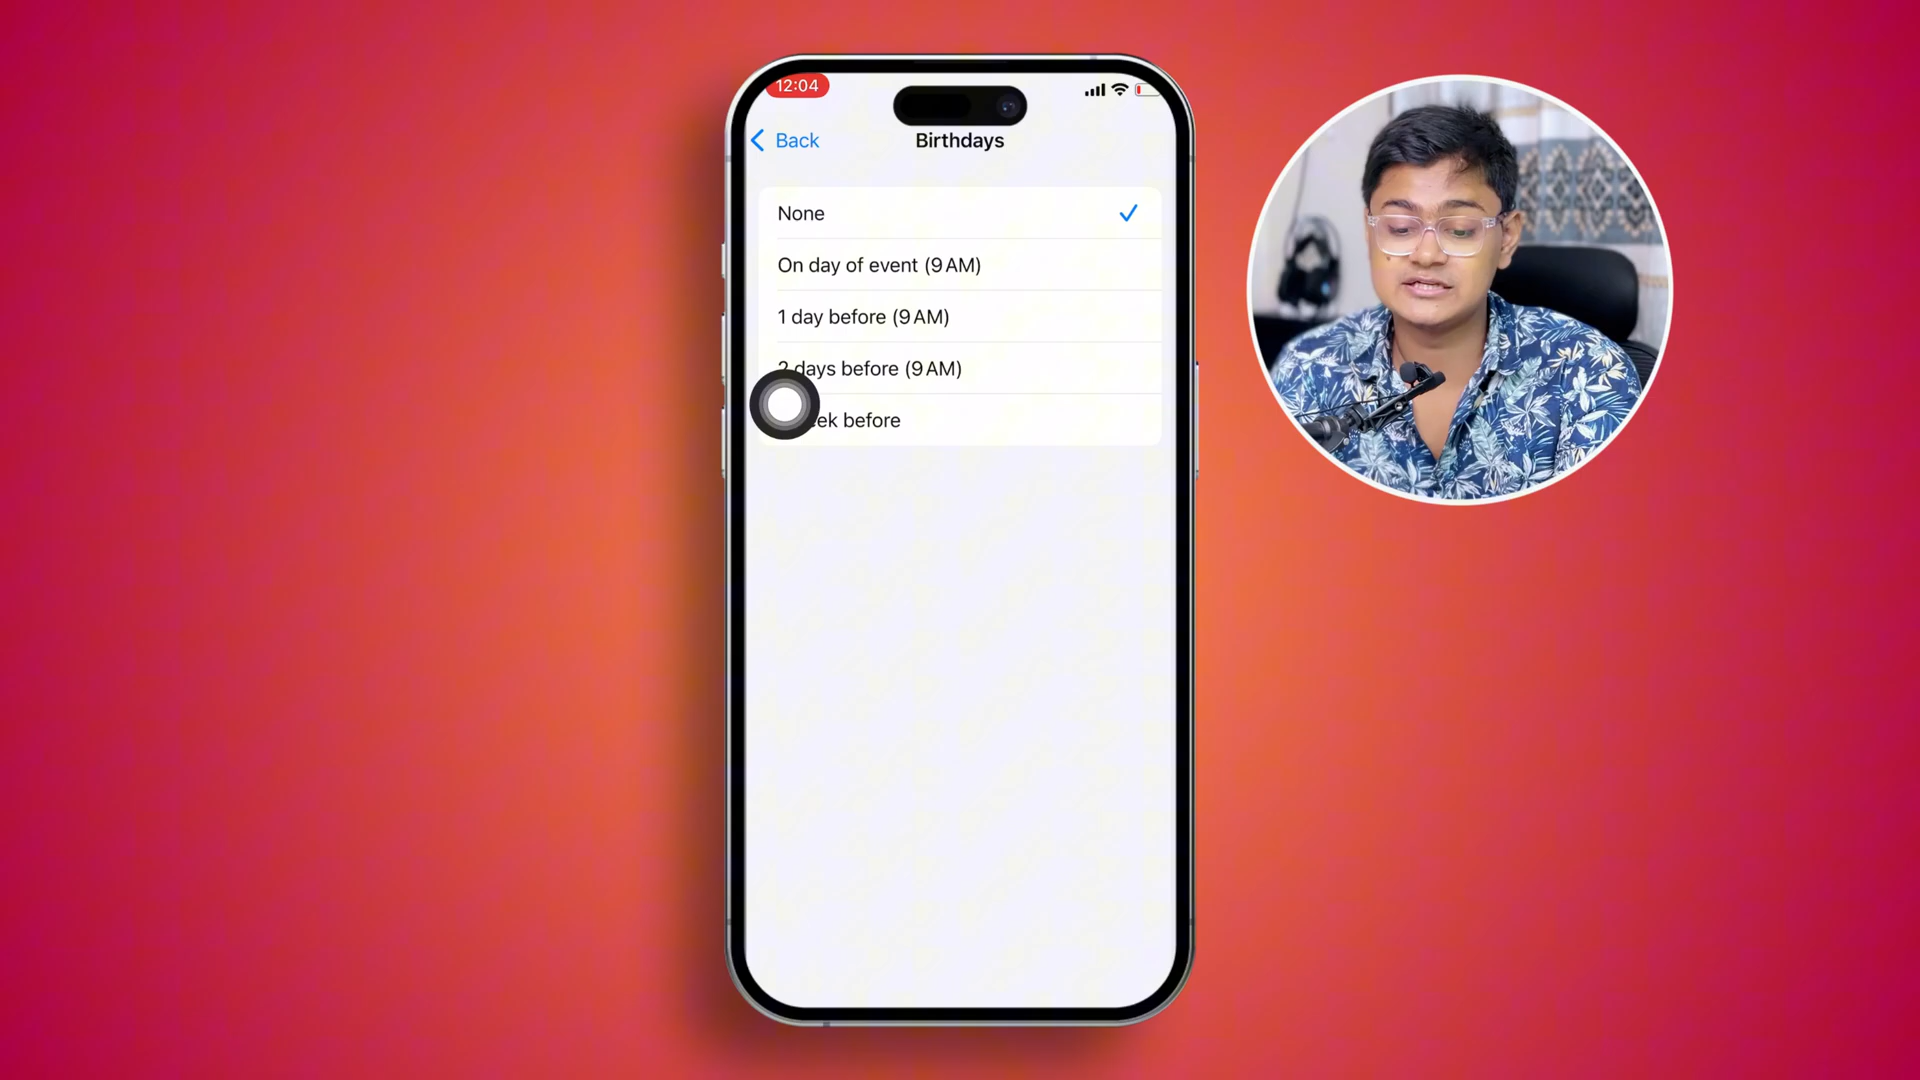 12:04
Back
Birthdays
None
On day of event (9 AM)
1 day before (9 AM)
days before (9 AM)
before